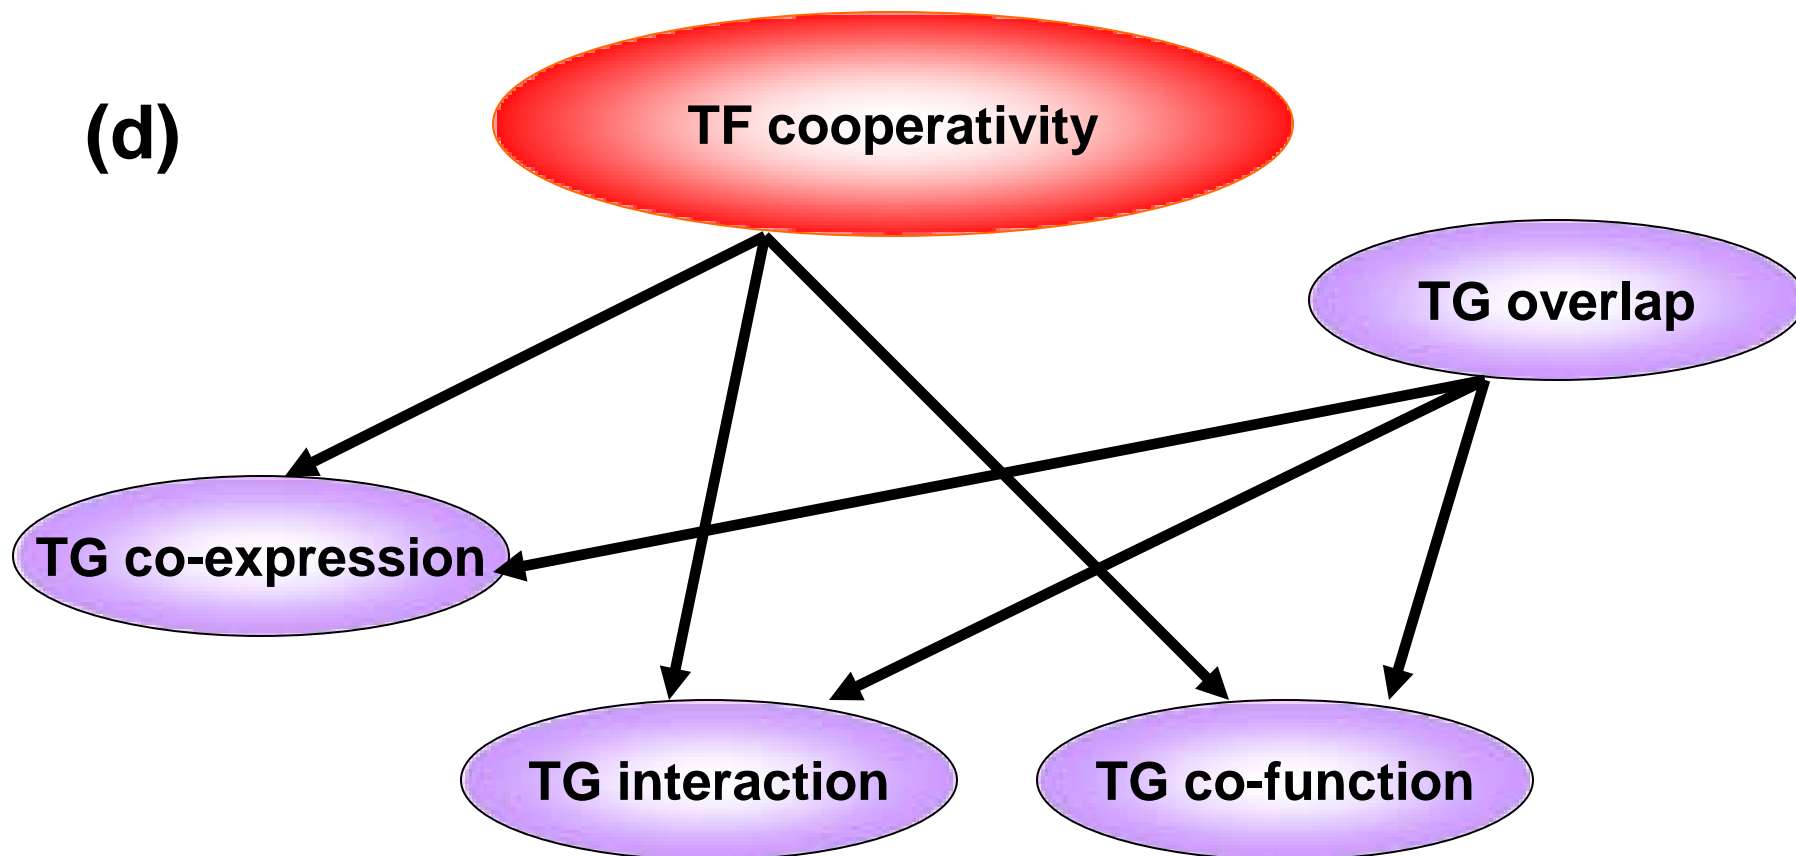 (d)
TF cooperativity
TG overlap
TG co-expression
TG interaction
TG co-function